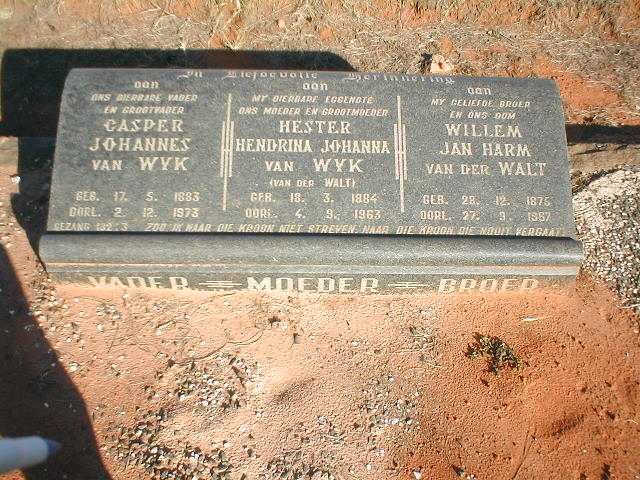 In Liefdevolle Herinnering
aan
ONS DIERBARE VADER
EN GROOTVADER
CASPER
JOHANNES
VAN WYK
GEB. 17. 5. 1883
OORL. 2. 12. 1973
aan
MY DIERBARE EGGENOTE
ONS MOEDER EN GROOTMOEDER
HESTER
HENDRINA JOHANNA
VAN WYK
(VAN DER WALT)
GEB. 18. 3. 1884
OORL. 4. 9. 1963
aan
MY GELIEFDE BROER
EN ONS OOM
WILLEM
JAN HARM
VAN DER WALT
GEB. 28. 12. 1875
OORL. 27. 9. 1957
GEZANG 3 ZOO IK NAAR DIE KROON NIET STREVEN, NAAR DIE KROON DIE NOOIT VERGAAT
VADER = MOEDER = BROER